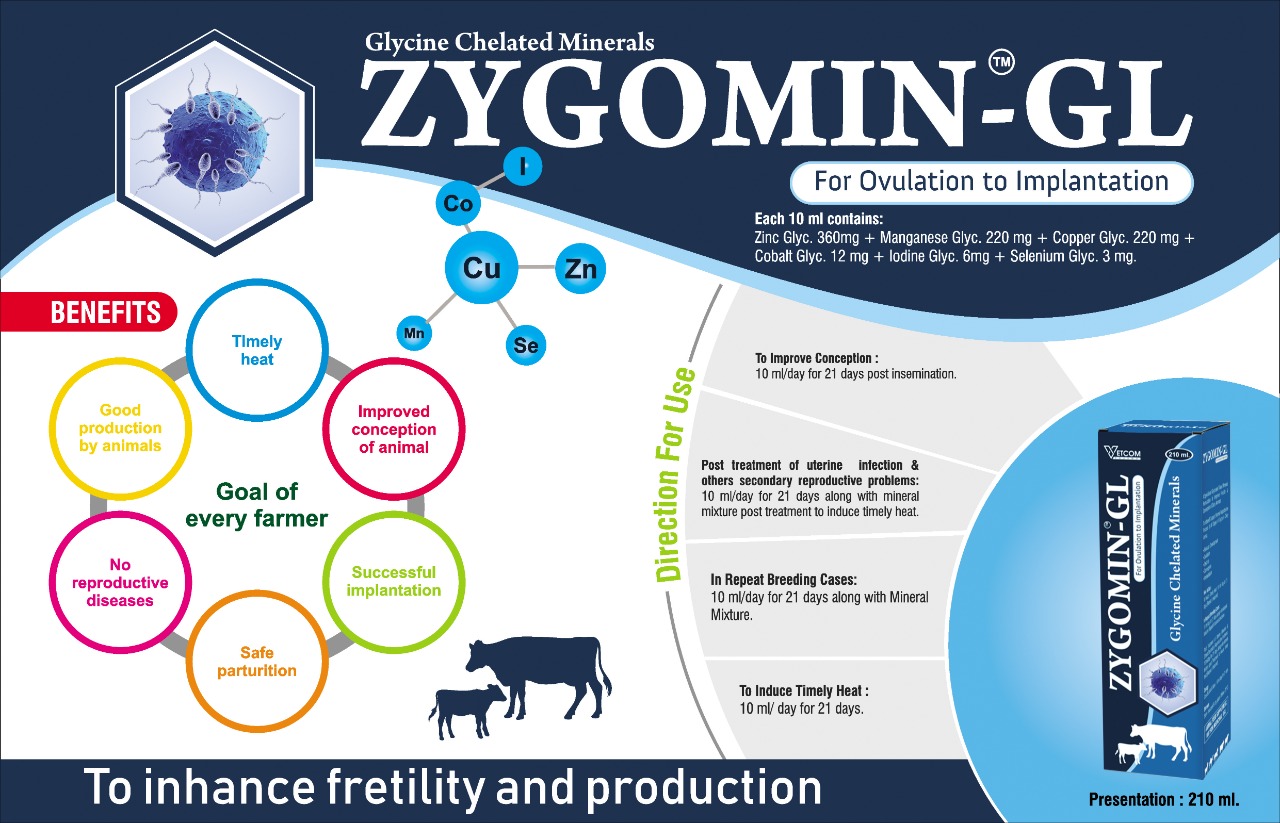 Glycine Chelated Minerals
ZYGOMIN-GL™
For Ovulation to Implantation
Each 10 ml contains:
Zinc Glyc. 360mg + Manganese Glyc. 220 mg + Copper Glyc. 220 mg +
Cobalt Glyc. 12 mg + Iodine Glyc. 6mg + Selenium Glyc. 3 mg.
I
Co
Cu
Zn
Mn
Se
BENEFITS
Timely
heat
Improved
conception
of animal
Successful
implantation
Safe
parturition
No
reproductive
diseases
Good
production
by animals
Goal of
every farmer
Direction For Use
To Improve Conception :
10 ml/day for 21 days post insemination.
Post treatment of uterine infection &
others secondary reproductive problems:
10 ml/day for 21 days along with mineral
mixture post treatment to induce timely heat.
In Repeat Breeding Cases:
10 ml/day for 21 days along with Mineral
Mixture.
To Induce Timely Heat :
10 ml/ day for 21 days.
VETCOM
210 ml.
ZYGOMIN-GL®
For Ovulation to Implantation
Glycine Chelated Minerals
ZYGOMIN-GL
Presentation : 210 ml.
To inhance fretility and production